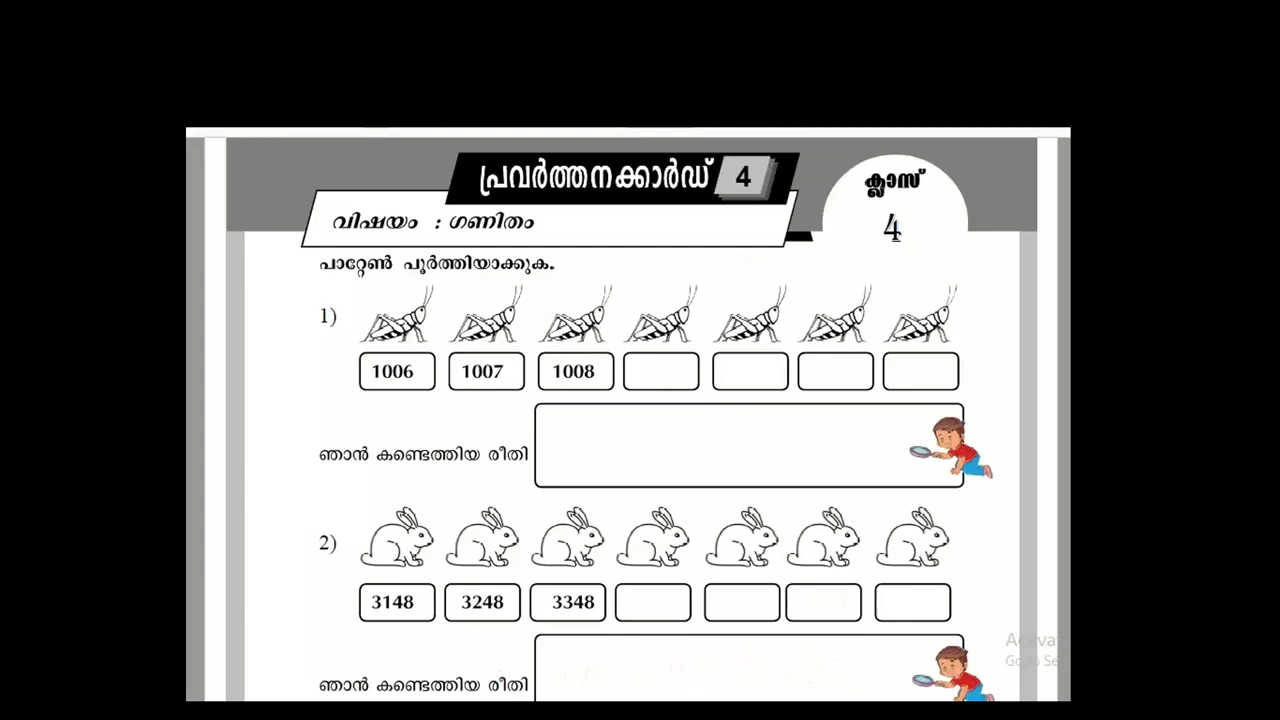 പ്രവർത്തനക്കാർഡ് 4
ക്ലാസ്
4
വിഷയം : ഗണിതം
പാറ്റേൺ പൂർത്തിയാക്കുക.
1)
1006 1007 1008
ഞാൻ കണ്ടെത്തിയ രീതി
2)
3148 3248 3348
ഞാൻ കണ്ടെത്തിയ രീതി